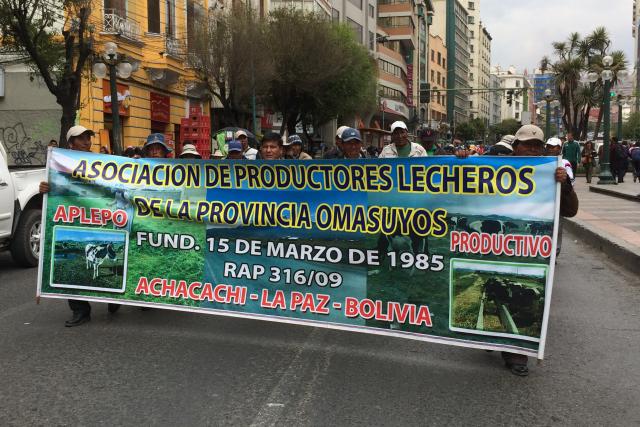 ASOCIACION DE PRODUCTORES LECHEROS
DE LA PROVINCIA OMASUYOS
APLEPO
PRODUCTIVO
FUND. 15 DE MARZO DE 1985
RAP 316/09
ACHACACHI - LA PAZ - BOLIVIA